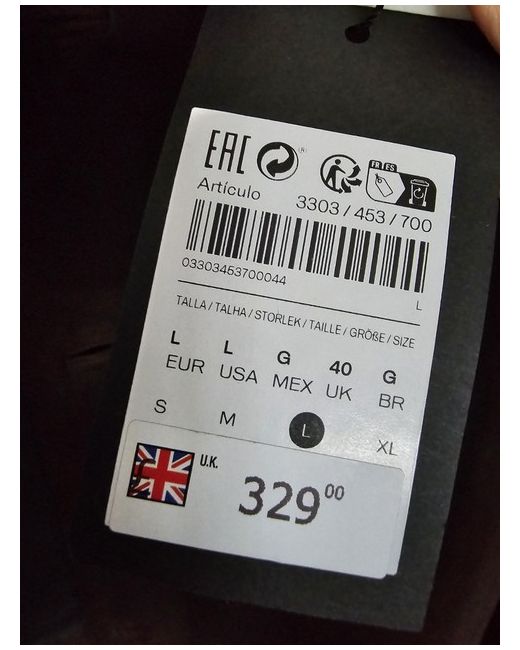 EAC ®
FR ES
Artículo 3303 / 453 / 700
03303453700044 L
TALLA / TALHA / STORLEK / TAILLE / GRÖßE / SIZE
L L G 40 G
EUR USA MEX UK BR
S M L XL
£ U.K. 329 00